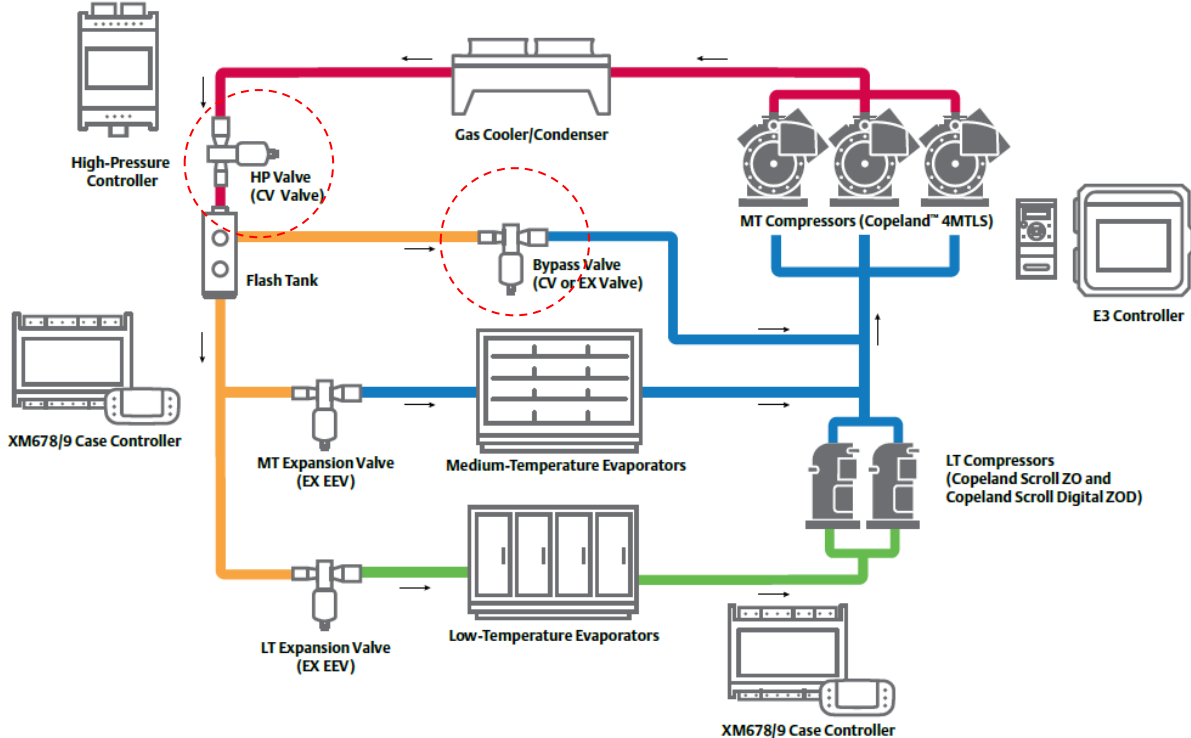 High-Pressure
Controller
HP Valve
(CV Valve)
Gas Cooler/Condenser
MT Compressors (Copeland™ 4MTLS)
Flash Tank
Bypass Valve
(CV or EX Valve)
E3 Controller
XM678/9 Case Controller
MT Expansion Valve
(EX EEV)
Medium-Temperature Evaporators
LT Compressors
(Copeland Scroll ZO and
Copeland Scroll Digital ZOD)
LT Expansion Valve
(EX EEV)
Low-Temperature Evaporators
XM678/9 Case Controller